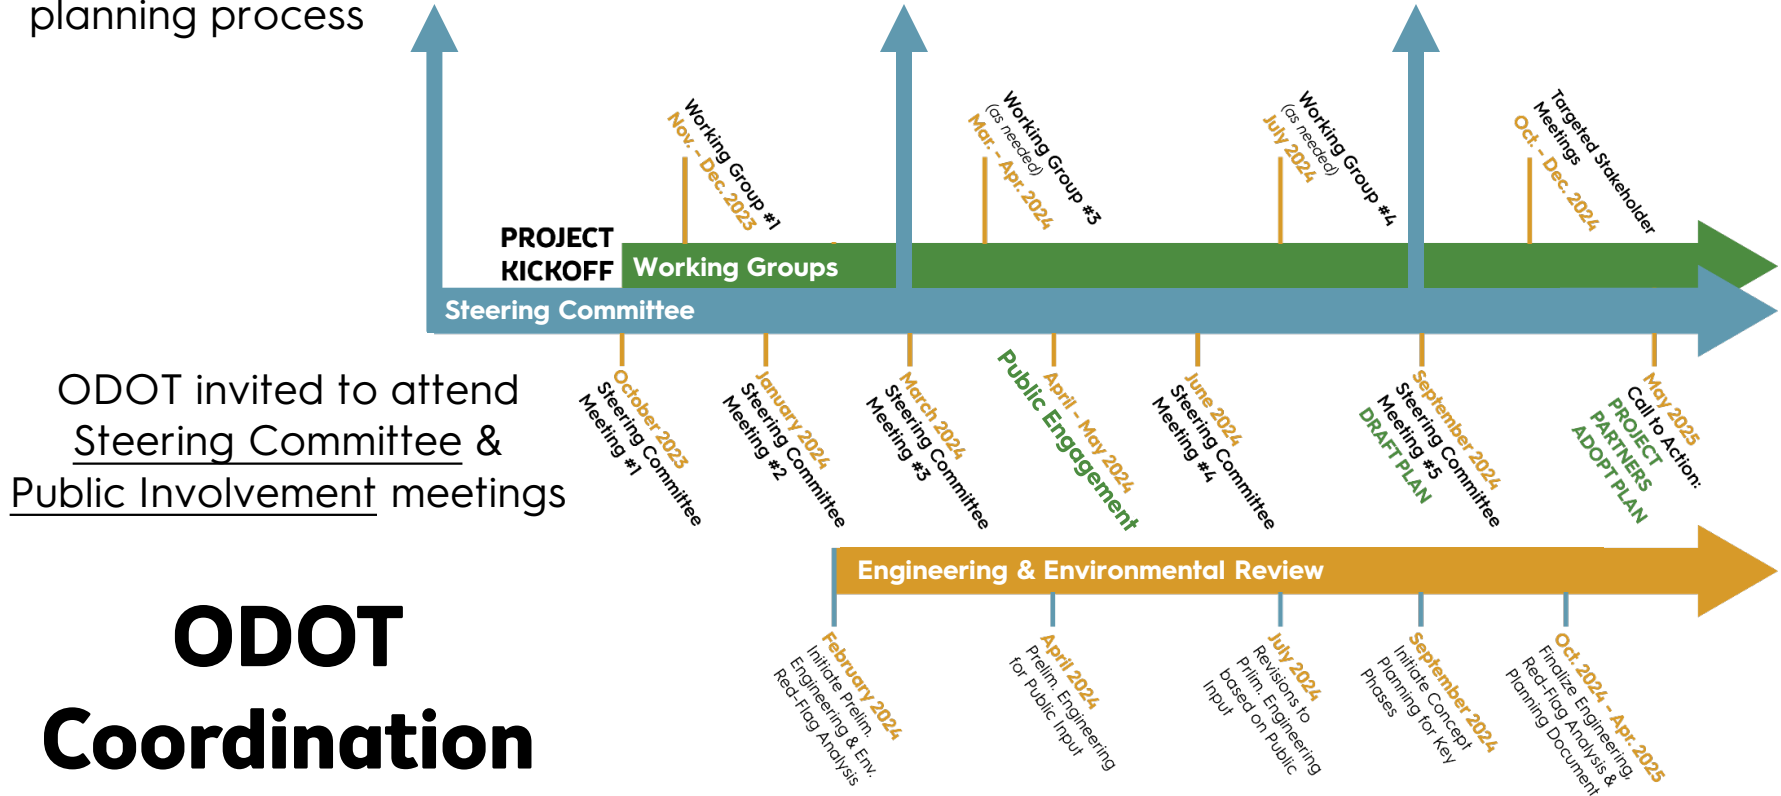 planning process
Working Group #1
Nov. - Dec. 2023
Working Group #3
(as needed)
Mar. - Apr. 2024
Working Group #4
(as needed)
July 2024
Targeted Stakeholder
Meetings
Oct. - Dec. 2024
PROJECT
KICKOFF
Working Groups
Steering Committee
ODOT invited to attend
Steering Committee &
Public Involvement meetings
October 2023
Steering Committee
Meeting #1
January 2024
Steering Committee
Meeting #2
March 2024
Steering Committee
Meeting #3
April - May 2024
Public Engagement
June 2024
Steering Committee
Meeting #4
September 2024
Steering Committee
Meeting #5
DRAFT PLAN
May 2025
Call to Action:
PROJECT
PARTNERS
ADOPT PLAN
Engineering & Environmental Review
ODOT
Coordination
February 2024
Initiate Prelim.
Engineering & Env.
Red-Flag Analysis
April 2024
Prelim. Engineering
for Public Input
July 2024
Revisions to
Prlim. Engineering
based on Public
Input
September 2024
Initiate Concept
Planning for Key
Phases
Oct. 2024 - Apr. 2025
Finalize Engineering,
Red-Flag Analysis &
Planning Document